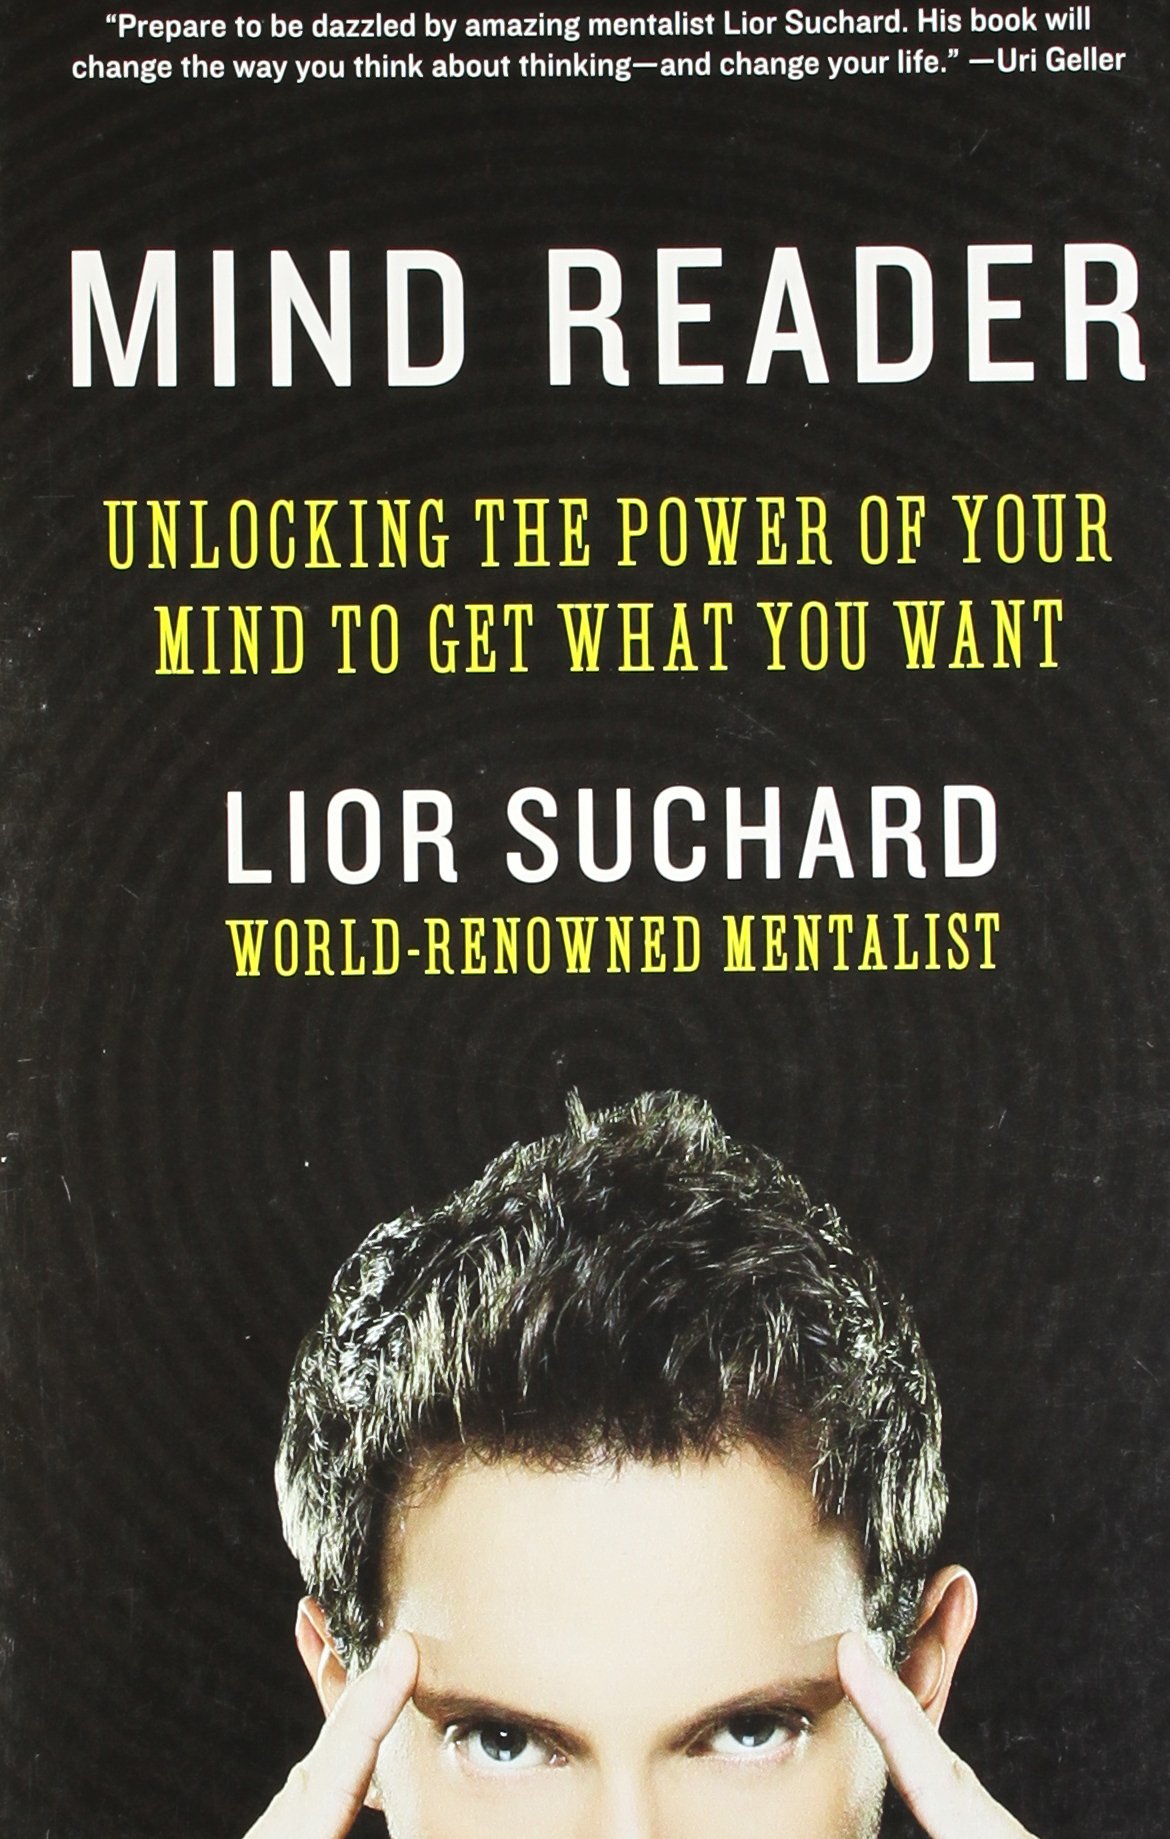 “Prepare to be dazzled by amazing mentalist Lior Suchard. His book will
change the way you think about thinking—and change your life.” —Uri Geller
MIND READER
UNLOCKING THE POWER OF YOUR
MIND TO GET WHAT YOU WANT
LIOR SUCHARD
WORLD-RENOWNED MENTALIST